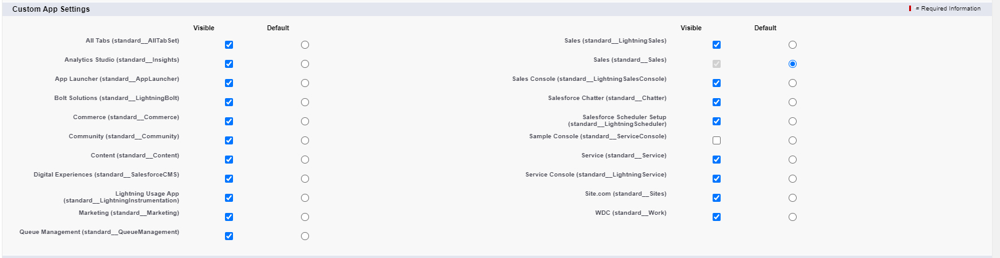 Custom App Settings
= Required Information
Visible Default
All Tabs (standard__AllTabSet)
Analytics Studio (standard__Insights)
App Launcher (standard__AppLauncher)
Bolt Solutions (standard__LightningBolt)
Commerce (standard__Commerce)
Community (standard__Community)
Content (standard__Content)
Digital Experiences (standard__SalesforceCMS)
Lightning Usage App
(standard__LightningInstrumentation)
Marketing (standard__Marketing)
Queue Management (standard__QueueManagement)
Visible Default
Sales (standard__LightningSales)
Sales (standard__Sales)
Sales Console (standard__LightningSalesConsole)
Salesforce Chatter (standard__Chatter)
Salesforce Scheduler Setup
(standard__LightningScheduler)
Sample Console (standard__ServiceConsole)
Service (standard__Service)
Service Console (standard__LightningService)
Site.com (standard__Sites)
WDC (standard__Work)